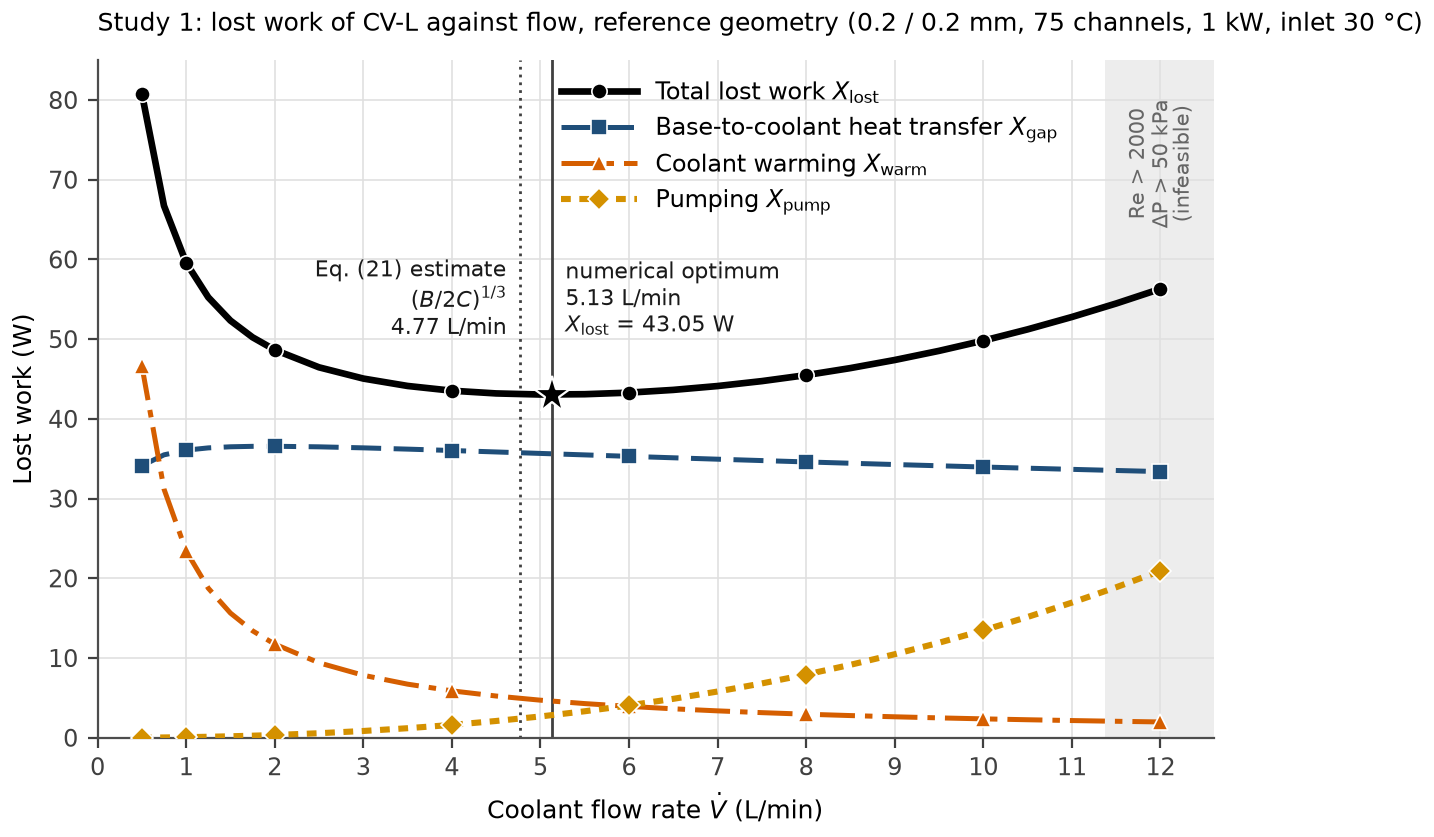 Study 1: lost work of CV-L against flow, reference geometry (0.2 / 0.2 mm, 75 channels, 1 kW, inlet 30 °C)
Total lost work X_lost
Base-to-coolant heat transfer X_gap
Coolant warming X_warm
Pumping X_pump
Re > 2000
ΔP > 50 kPa
(infeasible)
Eq. (21) estimate
(B/2C)^1/3
4.77 L/min
numerical optimum
5.13 L/min
X_lost = 43.05 W
Lost work (W)
80
70
60
50
40
30
20
10
0
0 1 2 3 4 5 6 7 8 9 10 11 12
Coolant flow rate V̇ (L/min)